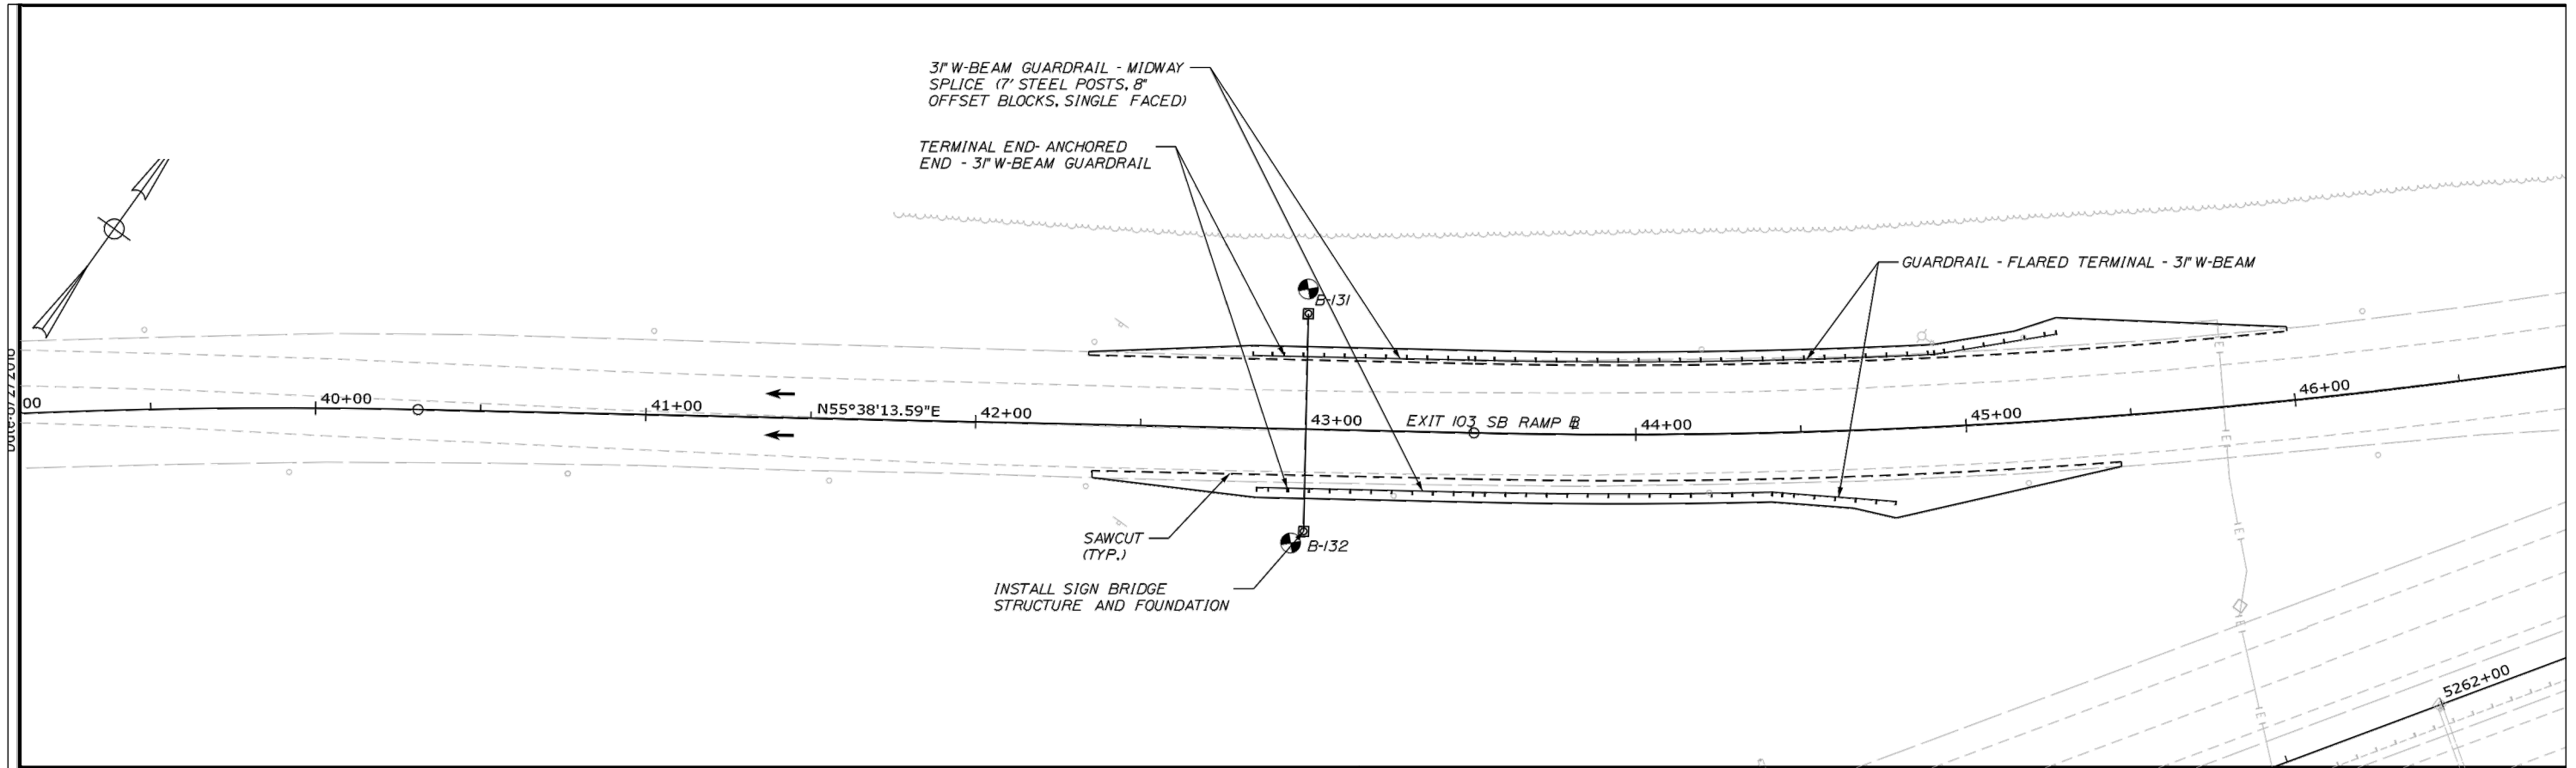 31" W-BEAM GUARDRAIL - MIDWAY
SPLICE (7' STEEL POSTS, 8"
OFFSET BLOCKS, SINGLE FACED)
TERMINAL END- ANCHORED
END - 31" W-BEAM GUARDRAIL
B-131
GUARDRAIL - FLARED TERMINAL - 31" W-BEAM
00
40+00
41+00
N55°38'13.59"E
42+00
43+00
EXIT 103 SB RAMP
44+00
45+00
46+00
E
E
E
E
E
SAWCUT
(TYP.)
B-132
INSTALL SIGN BRIDGE
STRUCTURE AND FOUNDATION
5262+00